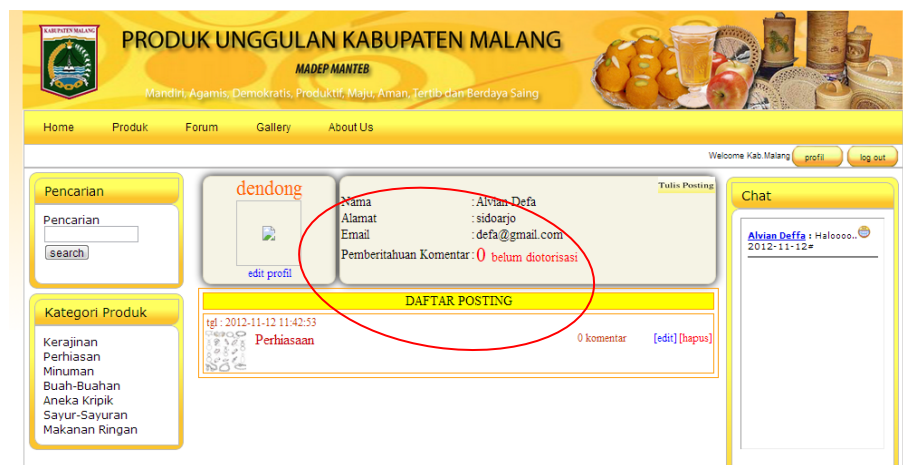 KABUPATEN MALANG
PRODUK UNGGULAN KABUPATEN MALANG
MADEP MANTEB
Mandiri, Agamis, Demokratis, Produktif, Maju, Aman, Tertib dan Berdaya Saing
Home Produk Forum Gallery About Us
Welcome Kab.Malang profil log out
Pencarian
Pencarian
search
Kategori Produk
Kerajinan
Perhiasan
Minuman
Buah-Buahan
Aneka Kripik
Sayur-Sayuran
Makanan Ringan
dendong
edit profil
Tulis Posting
Nama : Alvian Defa
Alamat : sidoarjo
Email : defa@gmail.com
Pemberitahuan Komentar : 0 belum diotorisasi
DAFTAR POSTING
tgl : 2012-11-12 11:42:53
Perhiasaan 0 komentar [edit] [hapus]
Chat
Alvian Deffa : Haloooo..
2012-11-12#